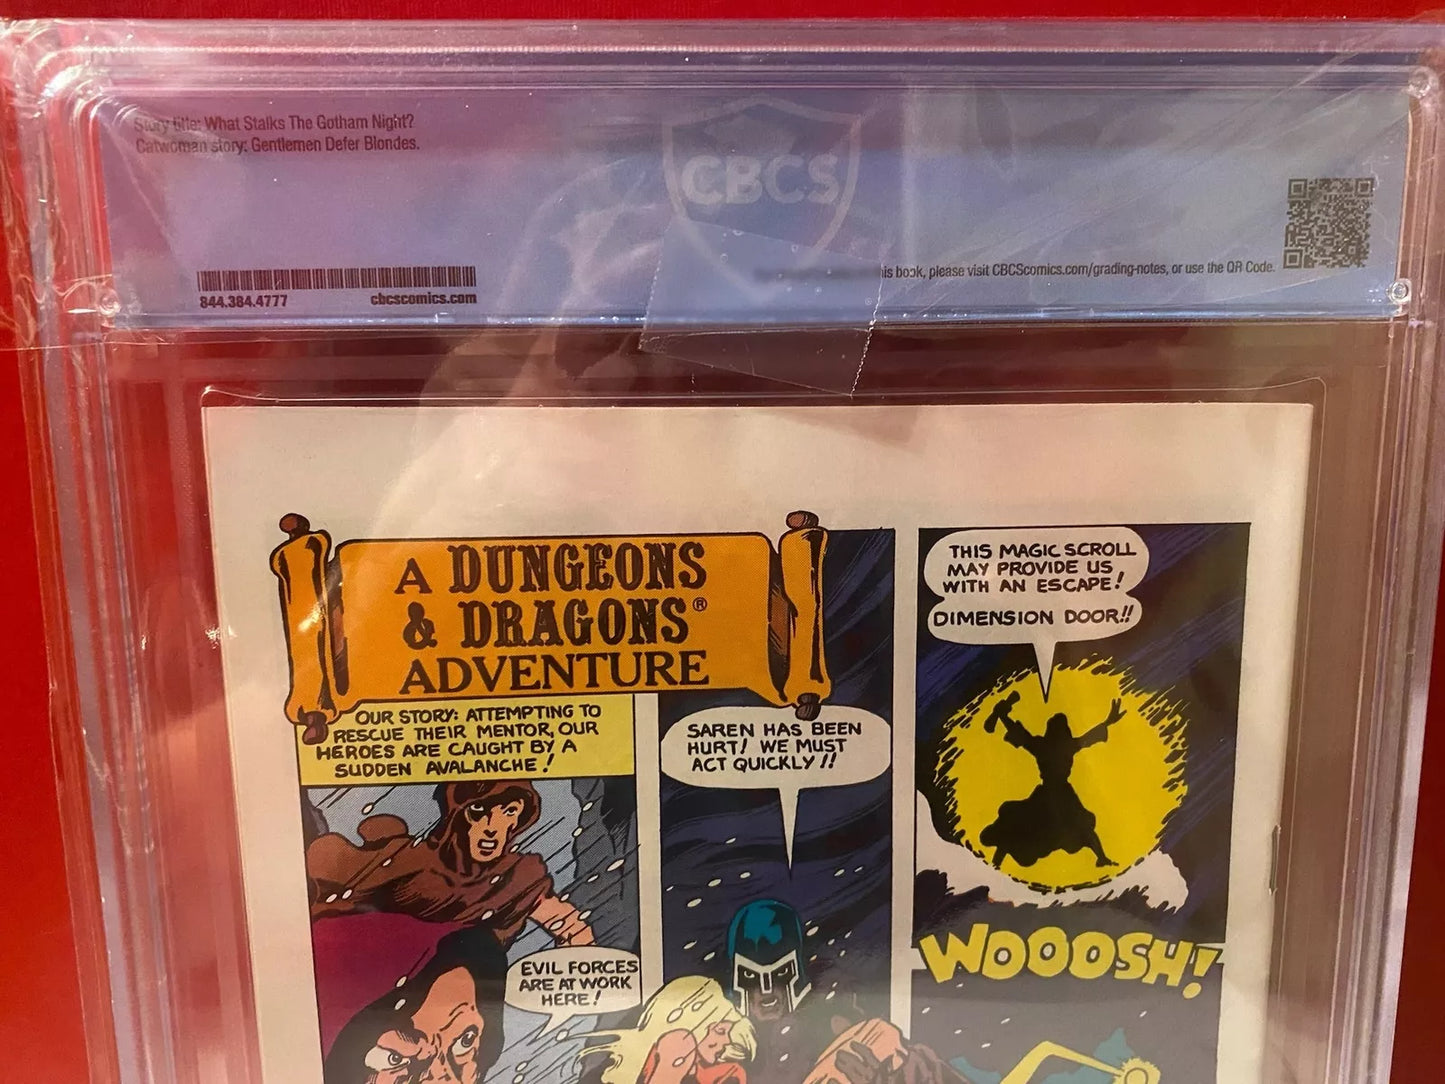 Story title: What Stalks The Gotham Night?
Catwoman story: Gentlemen Defer Blondes.
CBCS
844.384.4777
cbcscomics.com
his book, please visit CBCScomics.com/grading-notes, or use the QR Code.
A DUNGEONS
& DRAGONS®
ADVENTURE
OUR STORY: ATTEMPTING TO
RESCUE THEIR MENTOR, OUR
HEROES ARE CAUGHT BY A
SUDDEN AVALANCHE!
EVIL FORCES
ARE AT WORK
HERE!
SAREN HAS BEEN
HURT! WE MUST
ACT QUICKLY!!
THIS MAGIC SCROLL
MAY PROVIDE US
WITH AN ESCAPE!
DIMENSION DOOR!!
WOOOSH!